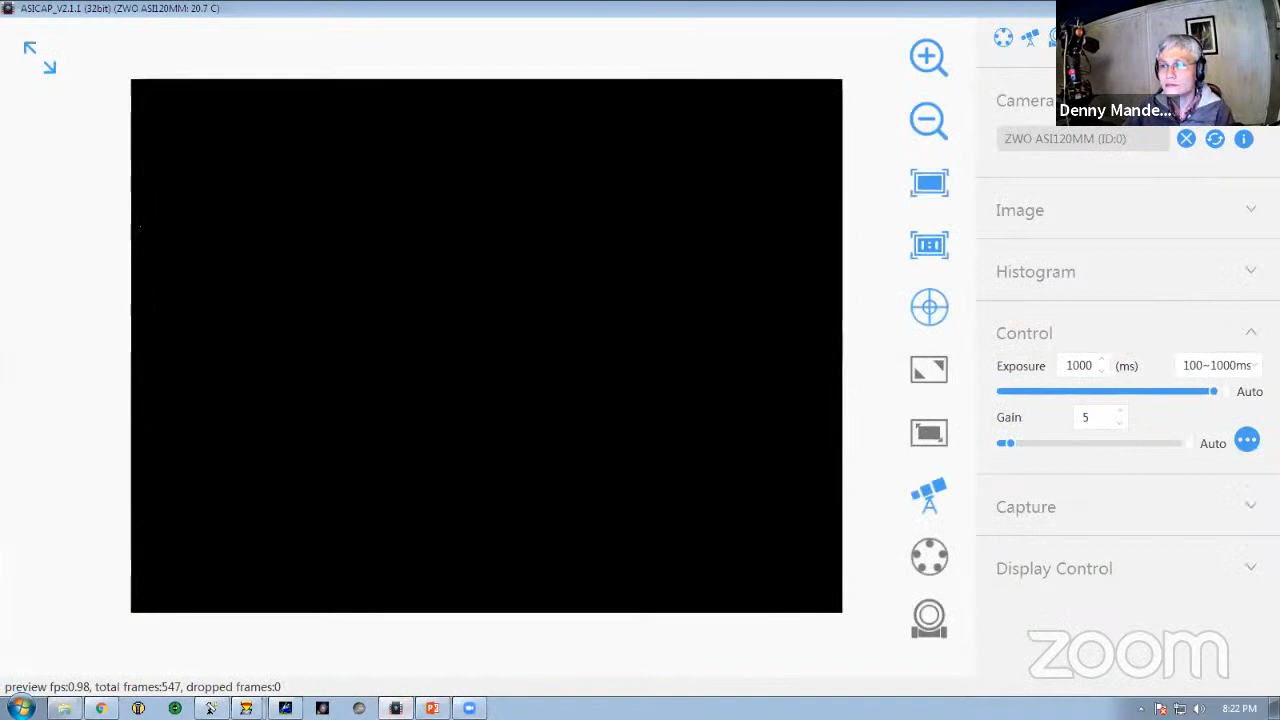 ASICAP_V2.1.1 (32bit) (ZWO ASI120MM: 20.7 C)
Denny Mande...
Camera
ZWO ASI120MM (ID:0)
Image
Histogram
Control
Exposure 1000 (ms) 100~1000ms
Auto
Gain 5
Auto
Capture
Display Control
zoom
preview fps:0.98, total frames:547, dropped frames:0
8:22 PM